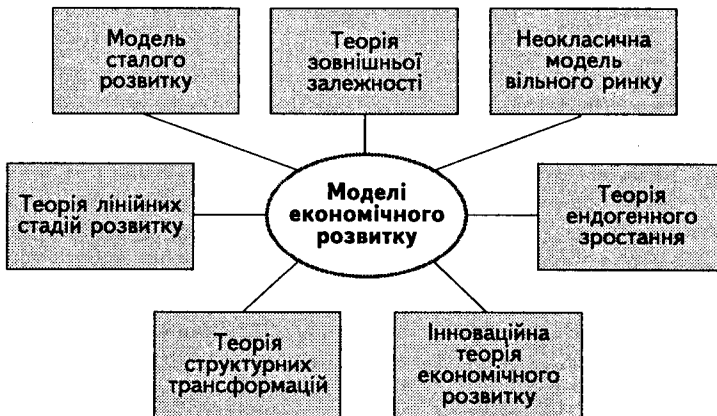 Модель
сталого
розвитку
Теорія
зовнішньої
залежності
Неокласична
модель
вільного ринку
Теорія лінійних
стадій розвитку
Моделі
економічного
розвитку
Теорія
ендогенного
зростання
Теорія
структурних
трансформацій
Інноваційна
теорія
економічного
розвитку